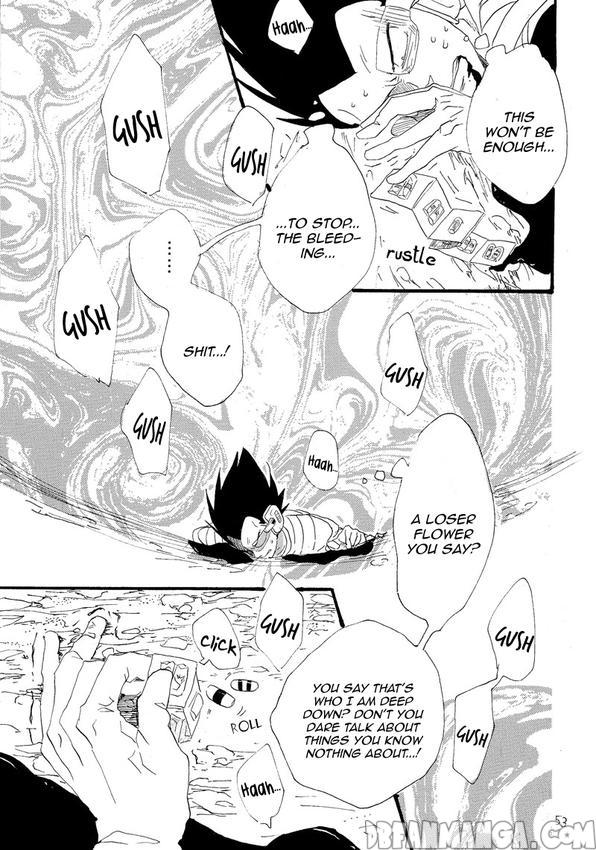 Haah...
THIS
WON'T BE
ENOUGH...
GUSH
GUSH
...TO STOP...
THE BLEED-
ING...
rustle
......
SHIT...!
GUSH
GUSH
GUSH
Haah...
A LOSER
FLOWER
YOU SAY?
GUSH
click
GUSH
ROLL
YOU SAY THAT'S
WHO I AM DEEP
DOWN? DON'T YOU
DARE TALK ABOUT
THINGS YOU KNOW
NOTHING ABOUT...!
GUSH
Haah...
53
DBFANMANGA.COM